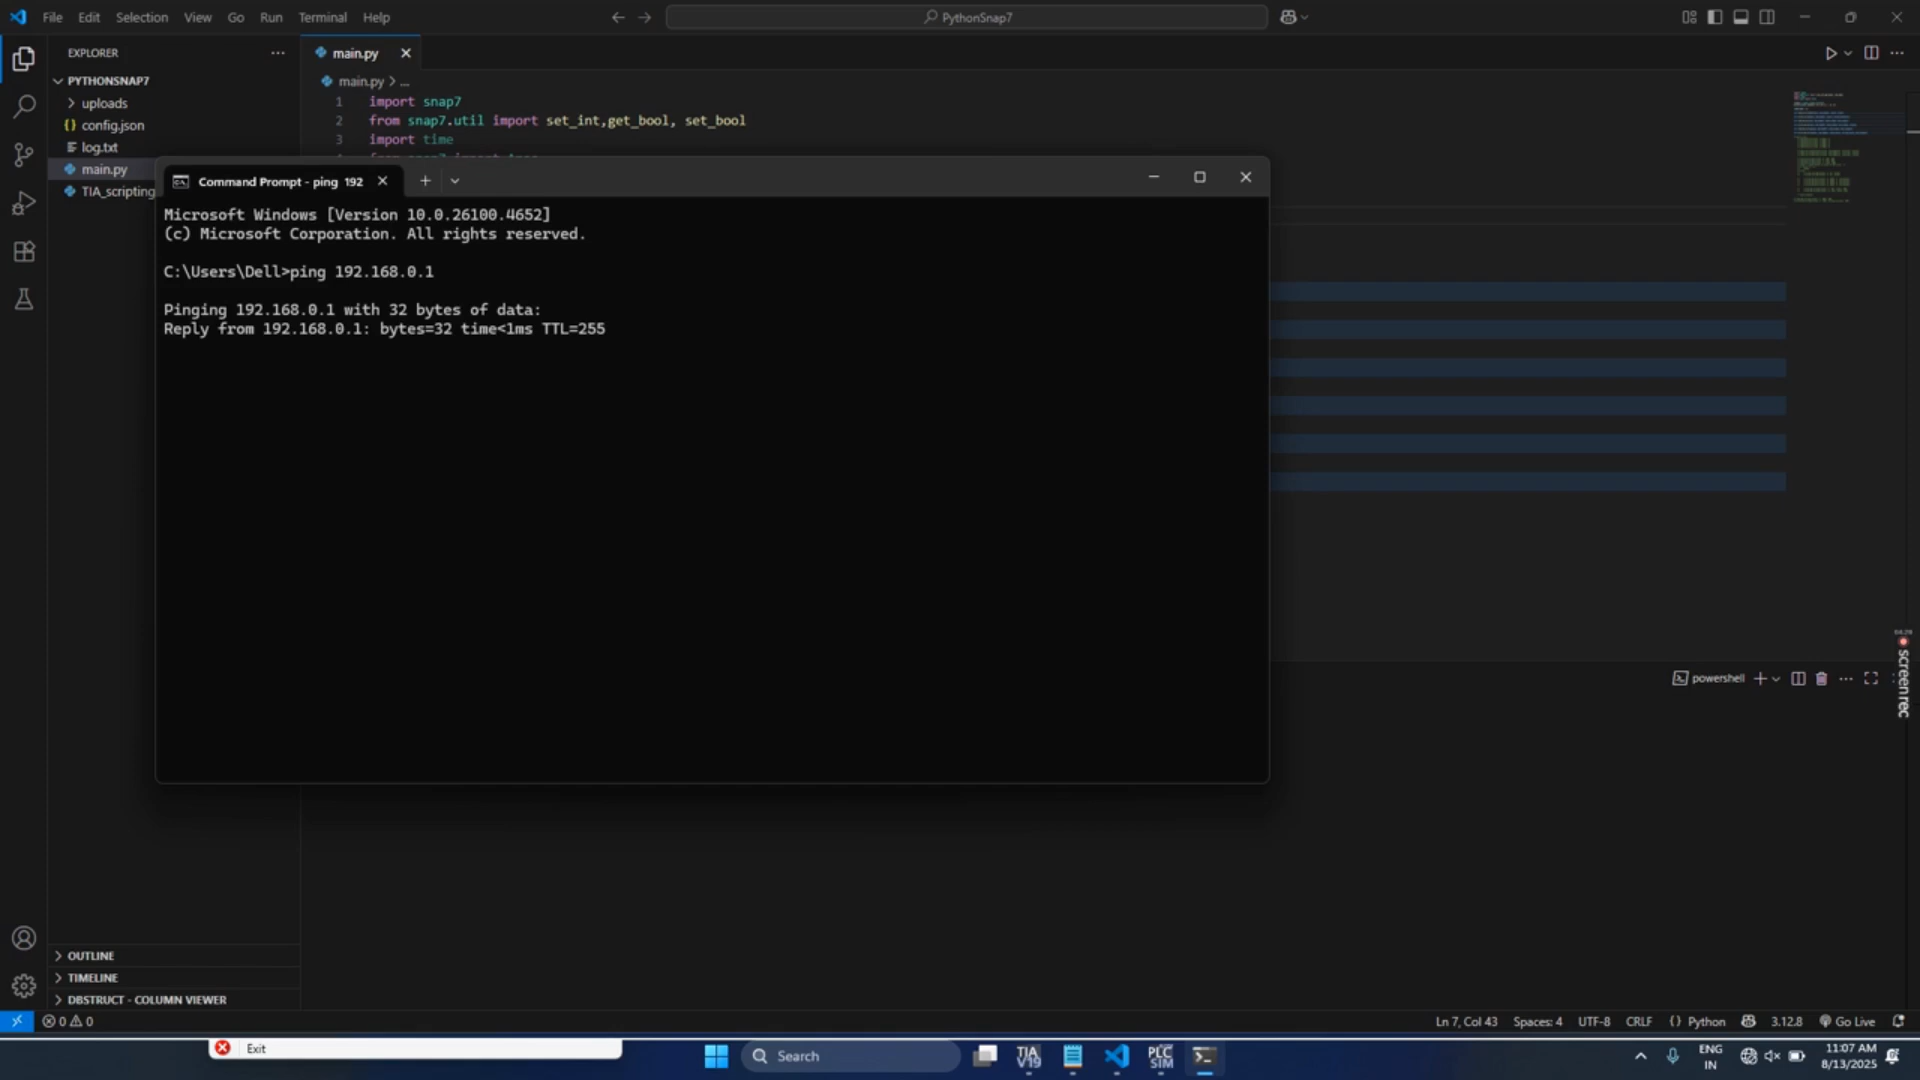 File Edit Selection View Go Run Terminal Help
PythonSnap7
EXPLORER
main.py
PYTHONSNAP7
main.py > ...
uploads
config.json
log.txt
main.py
TIA_scripting
1 import snap7
2 from snap7.util import set_int,get_bool, set_bool
3 import time
Command Prompt - ping 192
Microsoft Windows [Version 10.0.26100.4652]
(c) Microsoft Corporation. All rights reserved.
C:\Users\Dell>ping 192.168.0.1
Pinging 192.168.0.1 with 32 bytes of data:
Reply from 192.168.0.1: bytes=32 time<1ms TTL=255
powershell
screenrec
OUTLINE
TIMELINE
DBSTRUCT - COLUMN VIEWER
0 0
Ln 7, Col 43 Spaces: 4 UTF-8 CRLF {} Python 3.12.8 Go Live
Exit
Search
TIA V19
PLC SIM
ENG IN
11:07 AM
8/13/2025